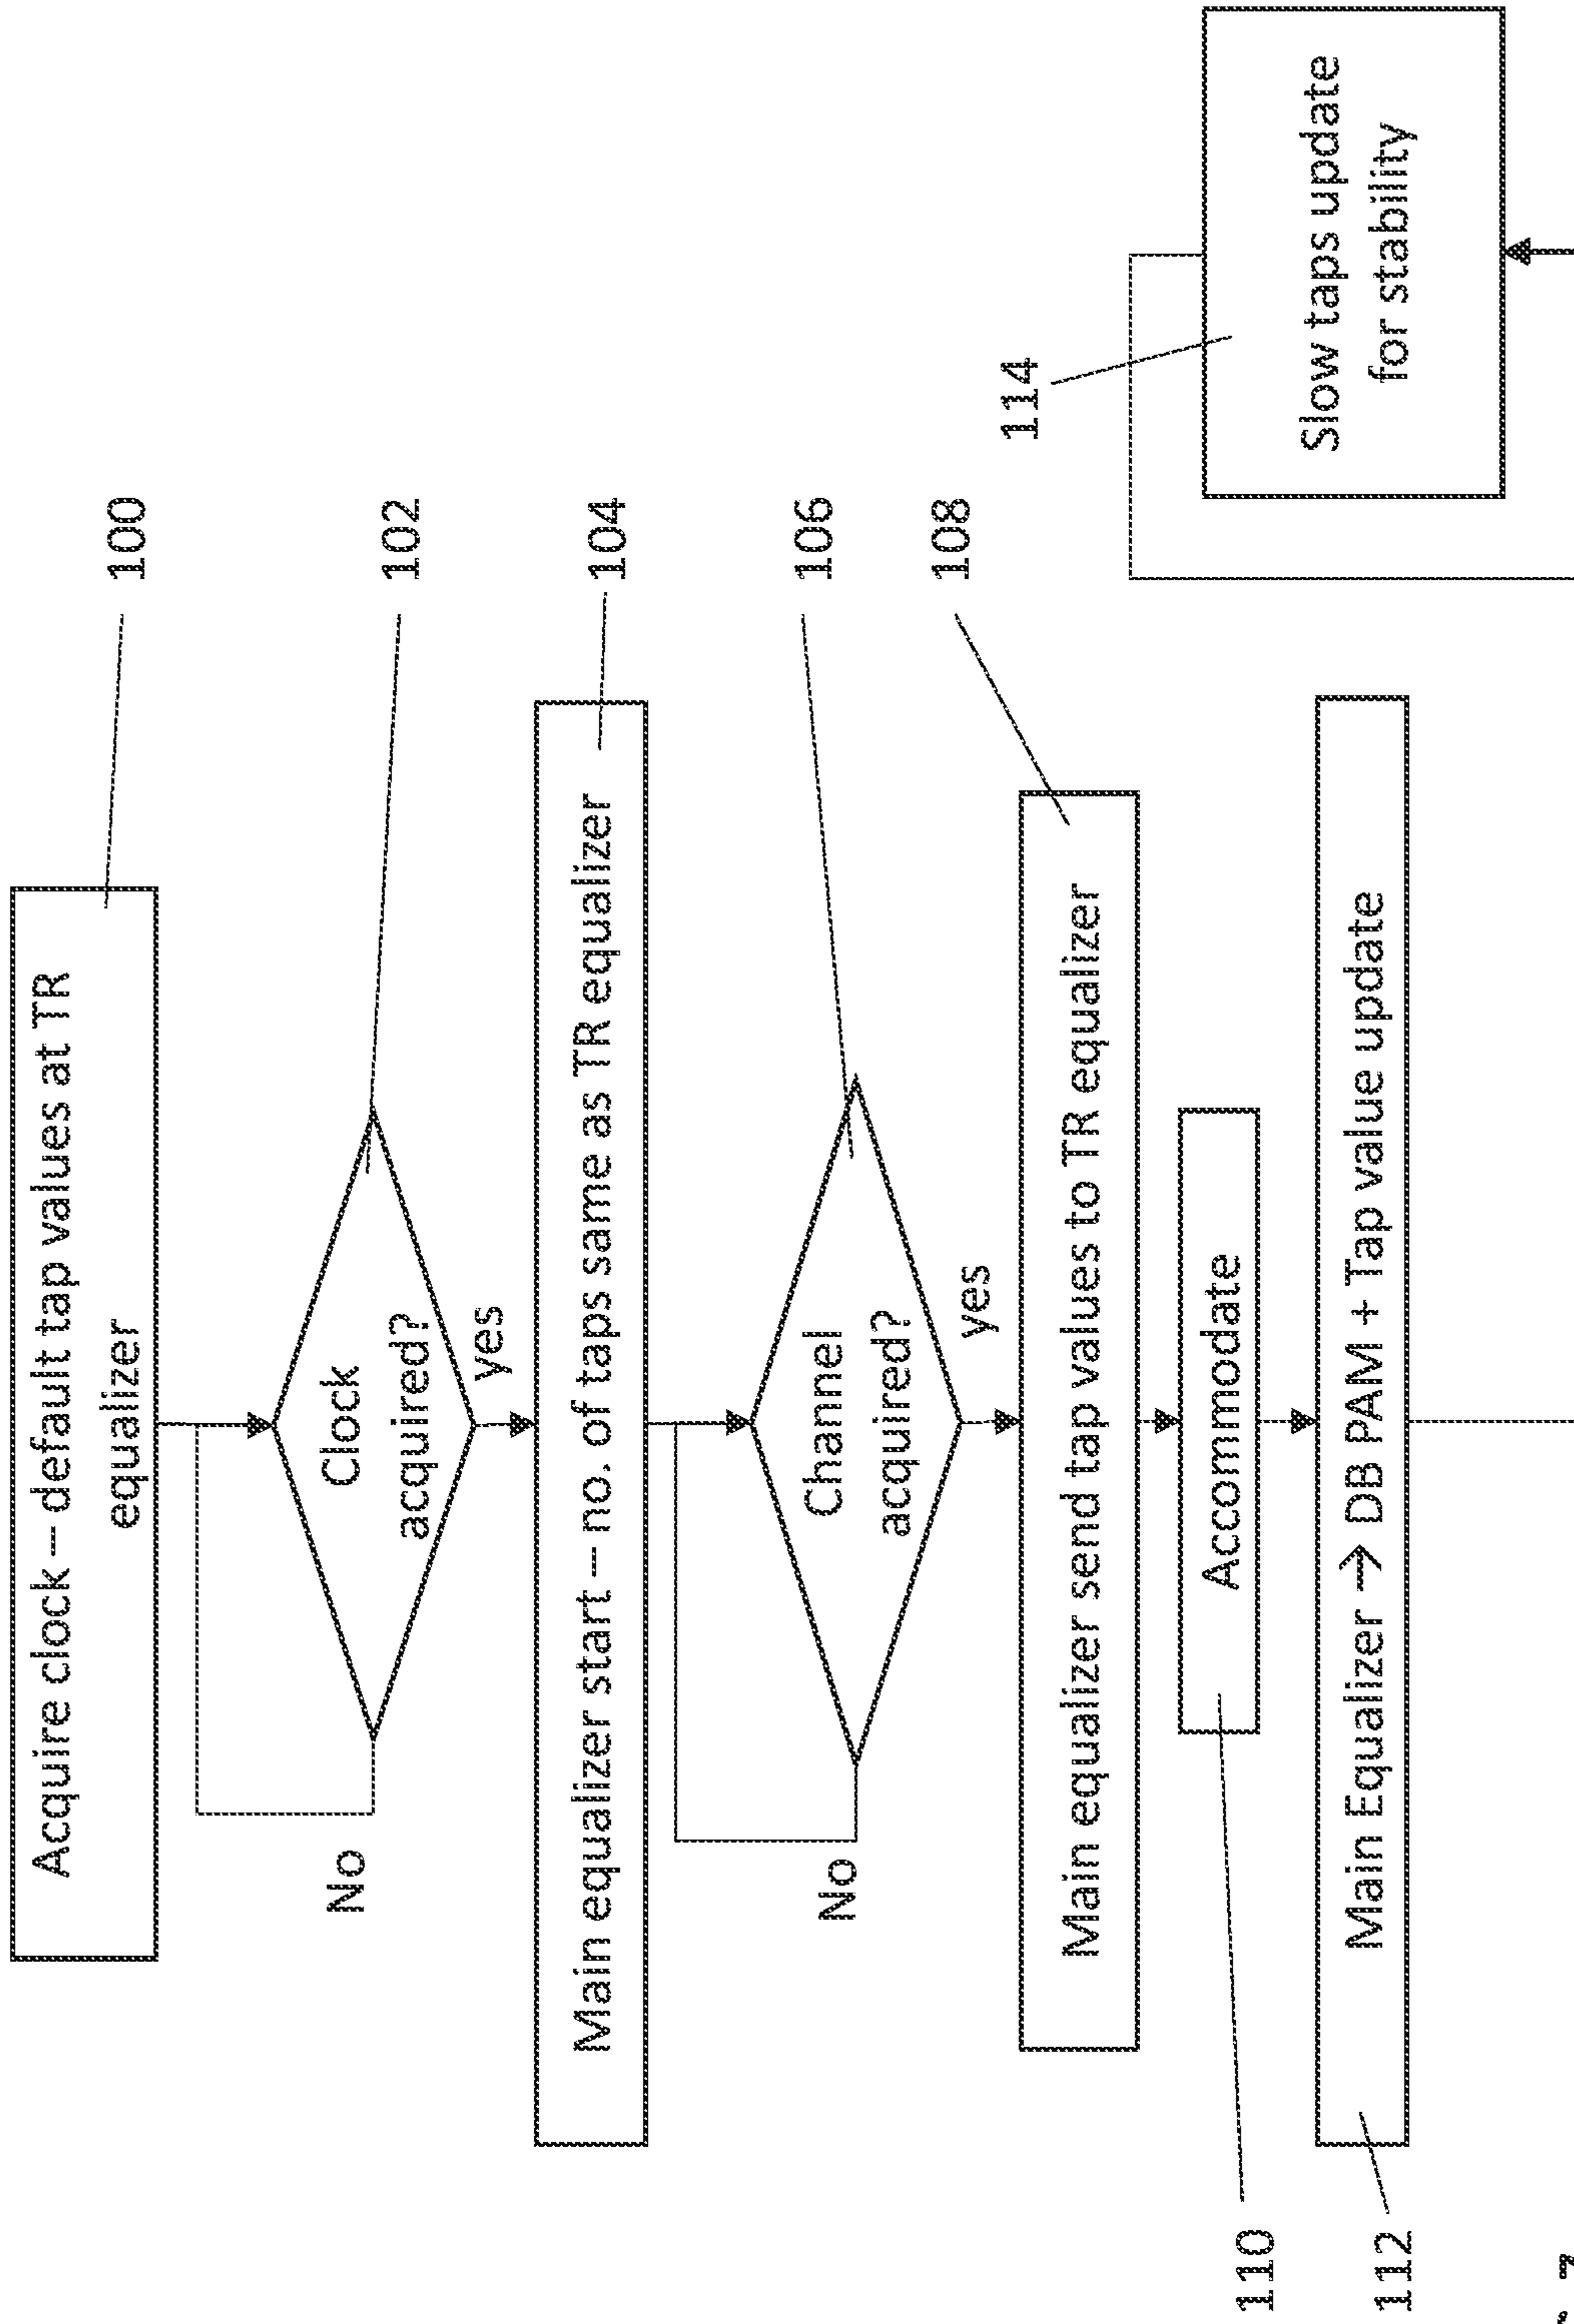 Acquire clock – default tap values at TR
equalizer
100
Clock
acquired?
102
No
yes
Main equalizer start – no. of taps same as TR equalizer
104
Channel
acquired?
106
No
yes
Main equalizer send tap values to TR equalizer
108
Accommodate
110
Main Equalizer → DB PAM + Tap value update
112
114
Slow taps update
for stability